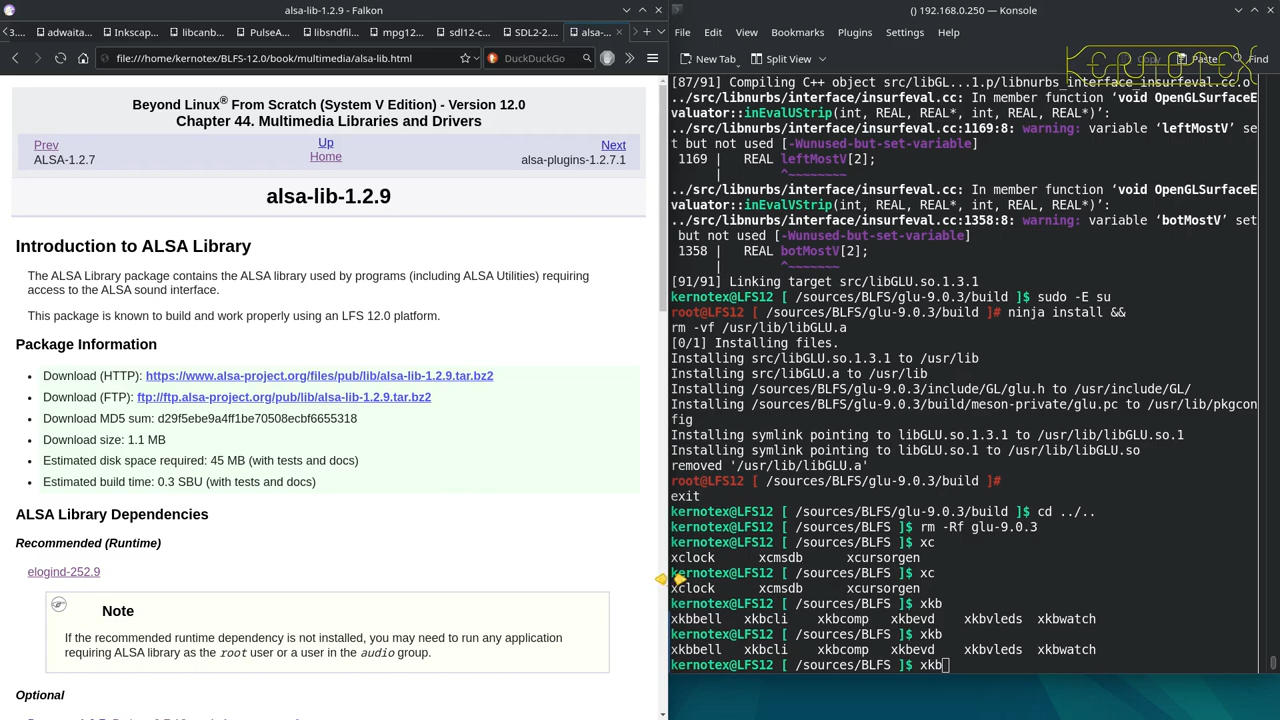 alsa-lib-1.2.9 - Falkon
3.... adwaita... Inkscap... libcanb... PulseA... libsndfil... mpg12... sdl12-c... SDL2-2.... alsa-...
file:///home/kernotex/BLFS-12.0/book/multimedia/alsa-lib.html DuckDuckGo
Beyond Linux® From Scratch (System V Edition) - Version 12.0
Chapter 44. Multimedia Libraries and Drivers
Prev Up Next
ALSA-1.2.7 Home alsa-plugins-1.2.7.1
alsa-lib-1.2.9
Introduction to ALSA Library
The ALSA Library package contains the ALSA library used by programs (including ALSA Utilities) requiring
access to the ALSA sound interface.
This package is known to build and work properly using an LFS 12.0 platform.
Package Information
• Download (HTTP): https://www.alsa-project.org/files/pub/lib/alsa-lib-1.2.9.tar.bz2
• Download (FTP): ftp://ftp.alsa-project.org/pub/lib/alsa-lib-1.2.9.tar.bz2
• Download MD5 sum: d29f5ebe9a4ff1be70508ecbf6655318
• Download size: 1.1 MB
• Estimated disk space required: 45 MB (with tests and docs)
• Estimated build time: 0.3 SBU (with tests and docs)
ALSA Library Dependencies
Recommended (Runtime)
elogind-252.9
Note
If the recommended runtime dependency is not installed, you may need to run any application
requiring ALSA library as the root user or a user in the audio group.
Optional
() 192.168.0.250 — Konsole
File Edit View Bookmarks Plugins Settings Help
New Tab Split View Copy Paste Find
KERNOTEX
[87/91] Compiling C++ object src/libGL...1.p/libnurbs_interface_insurfeval.cc.o
../src/libnurbs/interface/insurfeval.cc: In member function ‘void OpenGLSurfaceE
valuator::inEvalUStrip(int, REAL, REAL*, int, REAL, REAL*)’:
../src/libnurbs/interface/insurfeval.cc:1169:8: warning: variable ‘leftMostV’ se
t but not used [-Wunused-but-set-variable]
1169 | REAL leftMostV[2];
| ^~~~~~~~~
../src/libnurbs/interface/insurfeval.cc: In member function ‘void OpenGLSurfaceE
valuator::inEvalVStrip(int, REAL, REAL*, int, REAL, REAL*)’:
../src/libnurbs/interface/insurfeval.cc:1358:8: warning: variable ‘botMostV’ set
but not used [-Wunused-but-set-variable]
1358 | REAL botMostV[2];
| ^~~~~~~~
[91/91] Linking target src/libGLU.so.1.3.1
kernotex@LFS12 [ /sources/BLFS/glu-9.0.3/build ]$ sudo -E su
root@LFS12 [ /sources/BLFS/glu-9.0.3/build ]# ninja install &&
rm -vf /usr/lib/libGLU.a
[0/1] Installing files.
Installing src/libGLU.so.1.3.1 to /usr/lib
Installing src/libGLU.a to /usr/lib
Installing /sources/BLFS/glu-9.0.3/include/GL/glu.h to /usr/include/GL/
Installing /sources/BLFS/glu-9.0.3/build/meson-private/glu.pc to /usr/lib/pkgcon
fig
Installing symlink pointing to libGLU.so.1.3.1 to /usr/lib/libGLU.so.1
Installing symlink pointing to libGLU.so.1 to /usr/lib/libGLU.so
removed '/usr/lib/libGLU.a'
root@LFS12 [ /sources/BLFS/glu-9.0.3/build ]#
exit
kernotex@LFS12 [ /sources/BLFS/glu-9.0.3/build ]$ cd ../..
kernotex@LFS12 [ /sources/BLFS ]$ rm -Rf glu-9.0.3
kernotex@LFS12 [ /sources/BLFS ]$ xc
xclock xcmsdb xcursorgen
kernotex@LFS12 [ /sources/BLFS ]$ xc
xclock xcmsdb xcursorgen
kernotex@LFS12 [ /sources/BLFS ]$ xkb
xkbbell xkbcli xkbcomp xkbevd xkbvleds xkbwatch
kernotex@LFS12 [ /sources/BLFS ]$ xkb
xkbbell xkbcli xkbcomp xkbevd xkbvleds xkbwatch
kernotex@LFS12 [ /sources/BLFS ]$ xkb